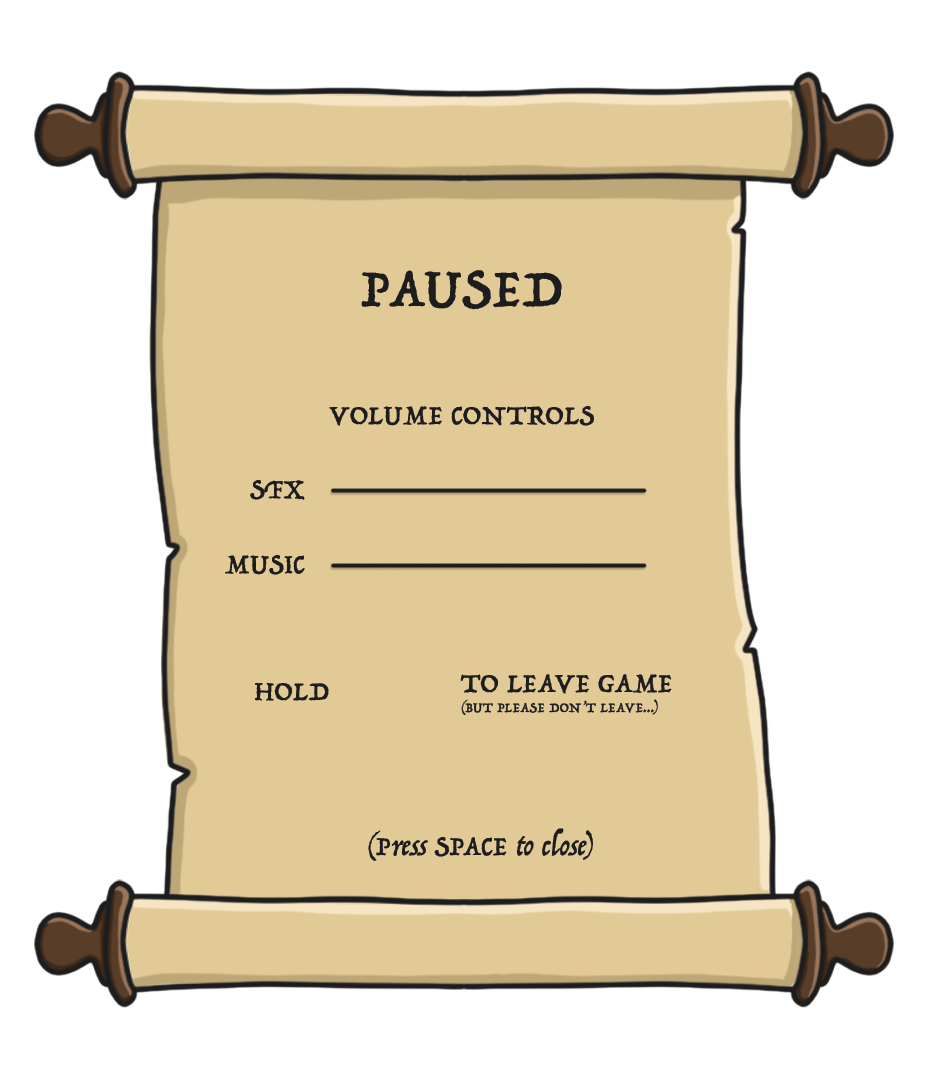 PAUSED
VOLUME CONTROLS
SFX
MUSIC
HOLD TO LEAVE GAME
(BUT PLEASE DON'T LEAVE...)
(Press SPACE to close)